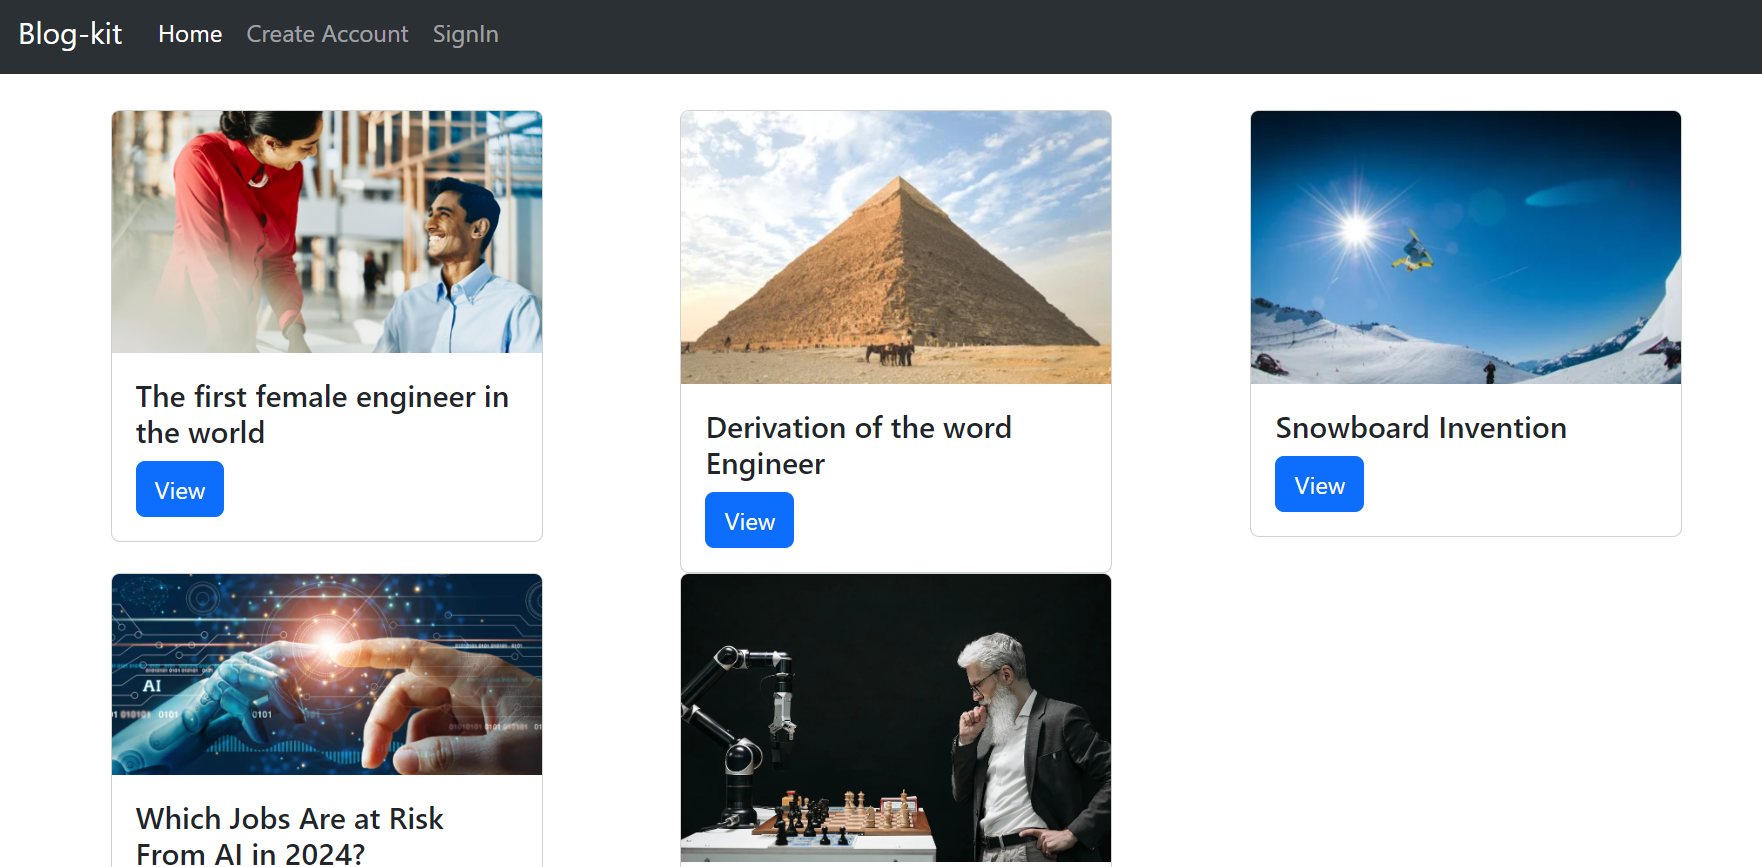 Blog-kit Home Create Account SignIn
The first female engineer in
the world
View
Derivation of the word
Engineer
View
Snowboard Invention
View
AI
0101
0101
Which Jobs Are at Risk
From AI in 2024?